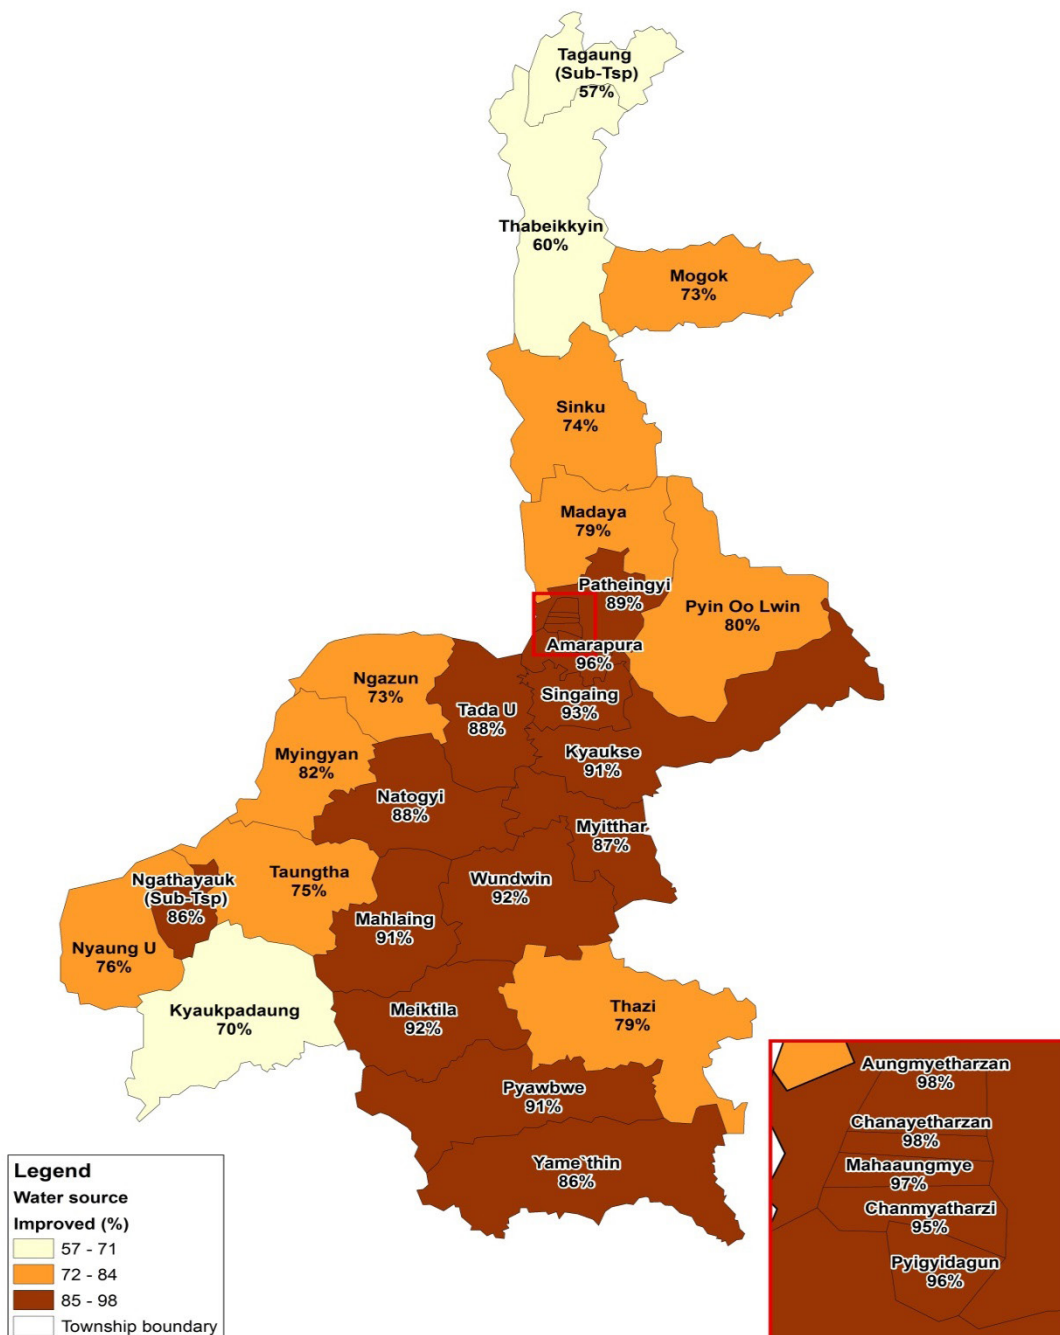 Tagaung
(Sub-Tsp)
57%
Thabeikkyin
60%
Mogok
73%
Sinku
74%
Madaya
79%
Patheingyi
89%
Pyin Oo Lwin
80%
Amarapura
96%
Ngazun
73%
Tada U
88%
Singaing
93%
Myingyan
82%
Kyaukse
91%
Natogyi
88%
Myitthar
87%
Taungtha
75%
Ngathayauk
(Sub-Tsp)
86%
Wundwin
92%
Mahlaing
91%
Nyaung U
76%
Kyaukpadaung
70%
Meiktila
92%
Thazi
79%
Pyawbwe
91%
Yame`thin
86%
Aungmyetharzan
98%
Chanayetharzan
98%
Mahaaungmye
97%
Chanmyatharzi
95%
Pyigyidagun
96%
Legend
Water source
Improved (%)
57 - 71
72 - 84
85 - 98
Township boundary